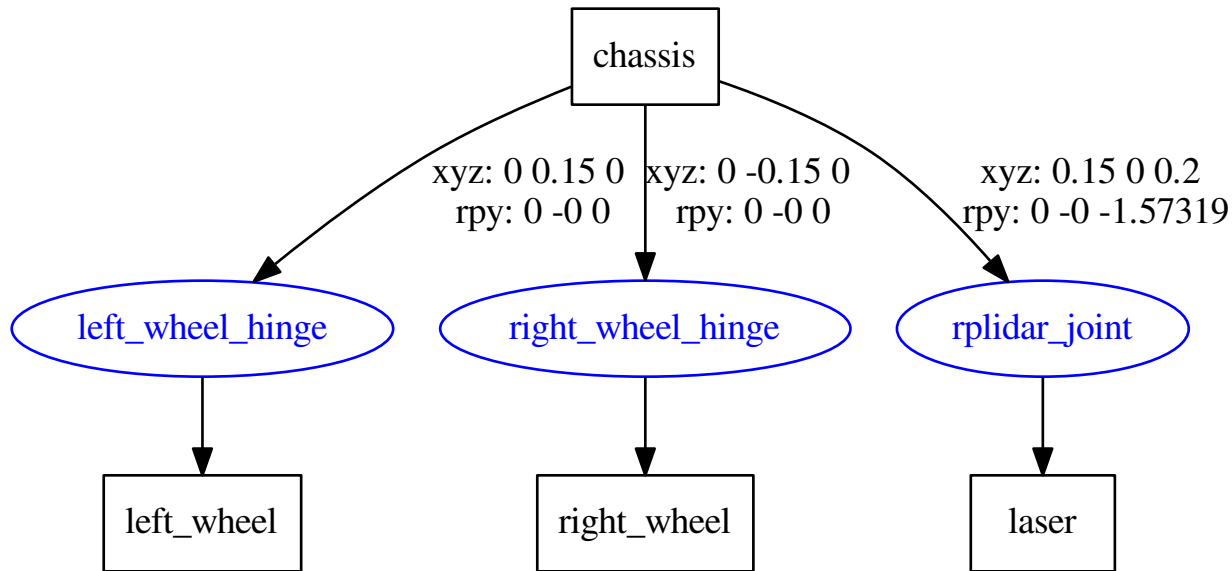 chassis
xyz: 0 0.15 0
rpy: 0 -0 0
xyz: 0 -0.15 0
rpy: 0 -0 0
xyz: 0.15 0 0.2
rpy: 0 -0 -1.57319
left_wheel_hinge
right_wheel_hinge
rplidar_joint
left_wheel
right_wheel
laser